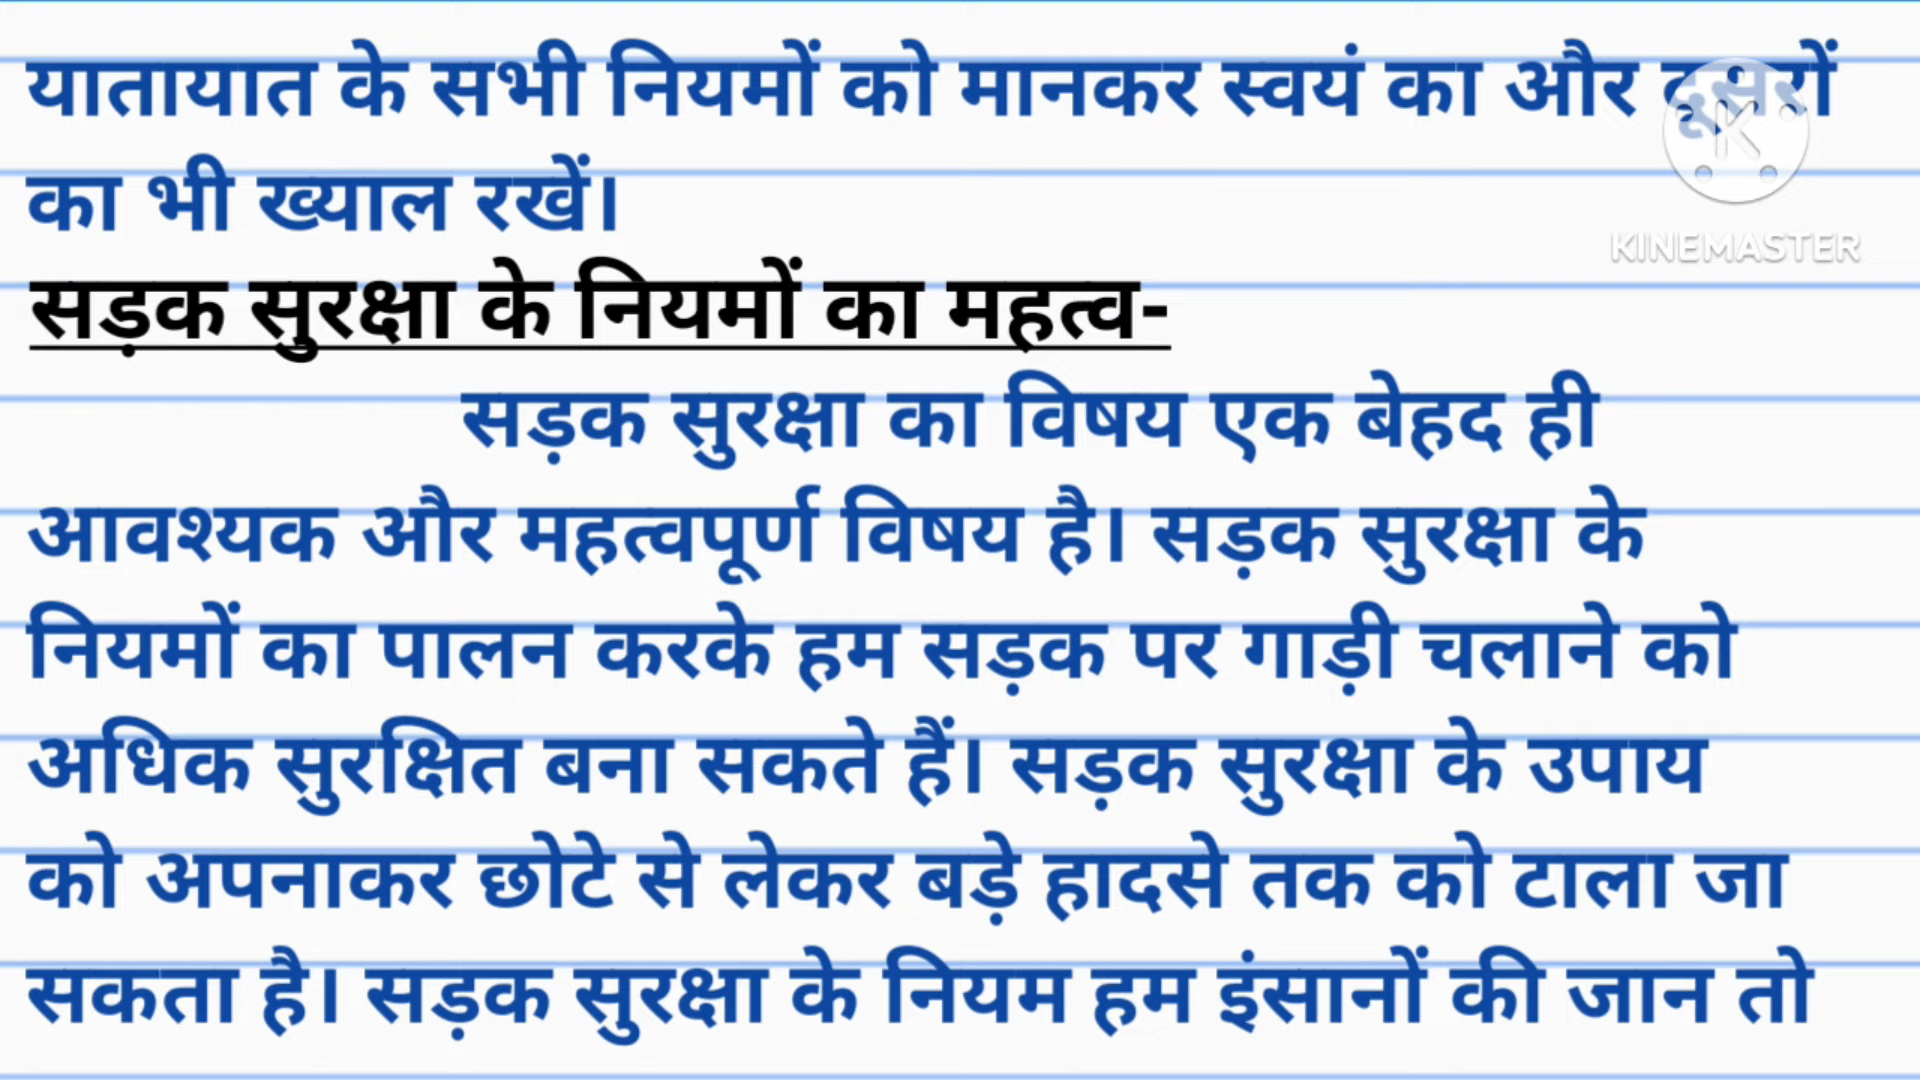 यातायात के सभी नियमों को मानकर स्वयं का और दूसरों
का भी ख्याल रखें।
KINEMASTER
सड़क सुरक्षा के नियमों का महत्व-
सड़क सुरक्षा का विषय एक बेहद ही
आवश्यक और महत्वपूर्ण विषय है। सड़क सुरक्षा के
नियमों का पालन करके हम सड़क पर गाड़ी चलाने को
अधिक सुरक्षित बना सकते हैं। सड़क सुरक्षा के उपाय
को अपनाकर छोटे से लेकर बड़े हादसे तक को टाला जा
सकता है। सड़क सुरक्षा के नियम हम इंसानों की जान तो